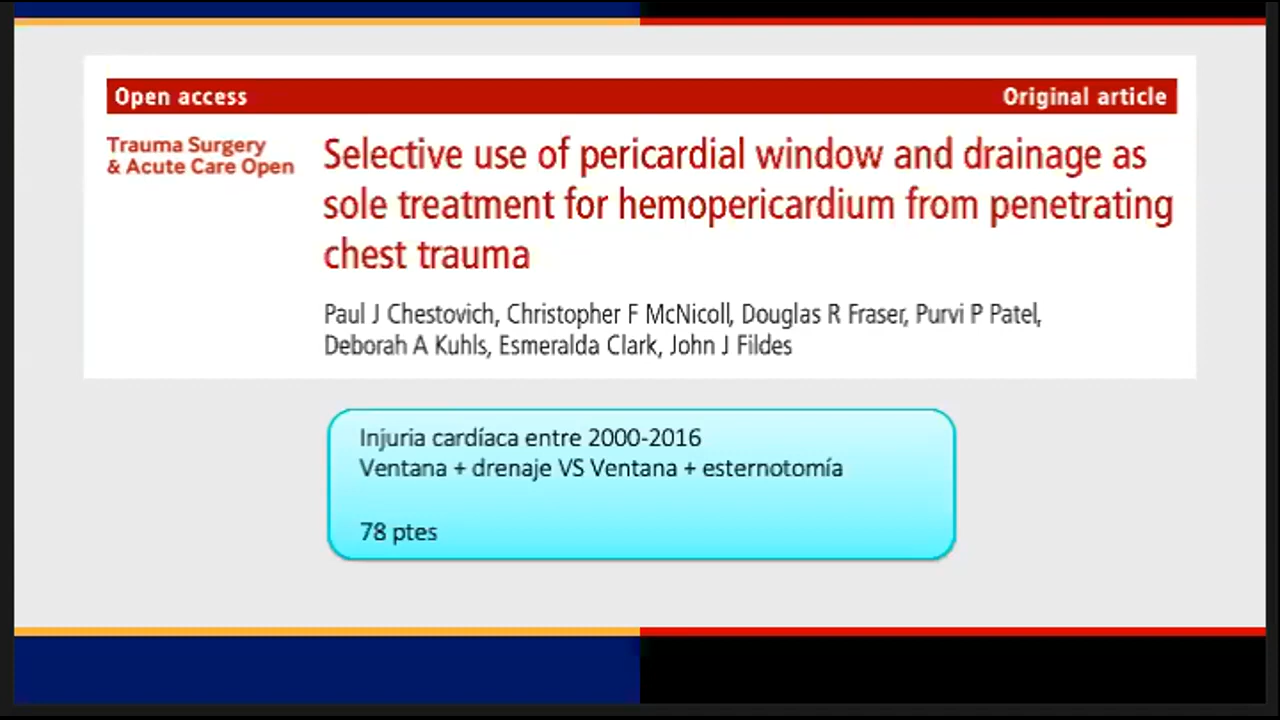 Open access
Original article
Trauma Surgery
& Acute Care Open
Selective use of pericardial window and drainage as
sole treatment for hemopericardium from penetrating
chest trauma
Paul J Chestovich, Christopher F McNicoll, Douglas R Fraser, Purvi P Patel,
Deborah A Kuhls, Esmeralda Clark, John J Fildes
Injuria cardíaca entre 2000-2016
Ventana + drenaje VS Ventana + esternotomía
78 ptes